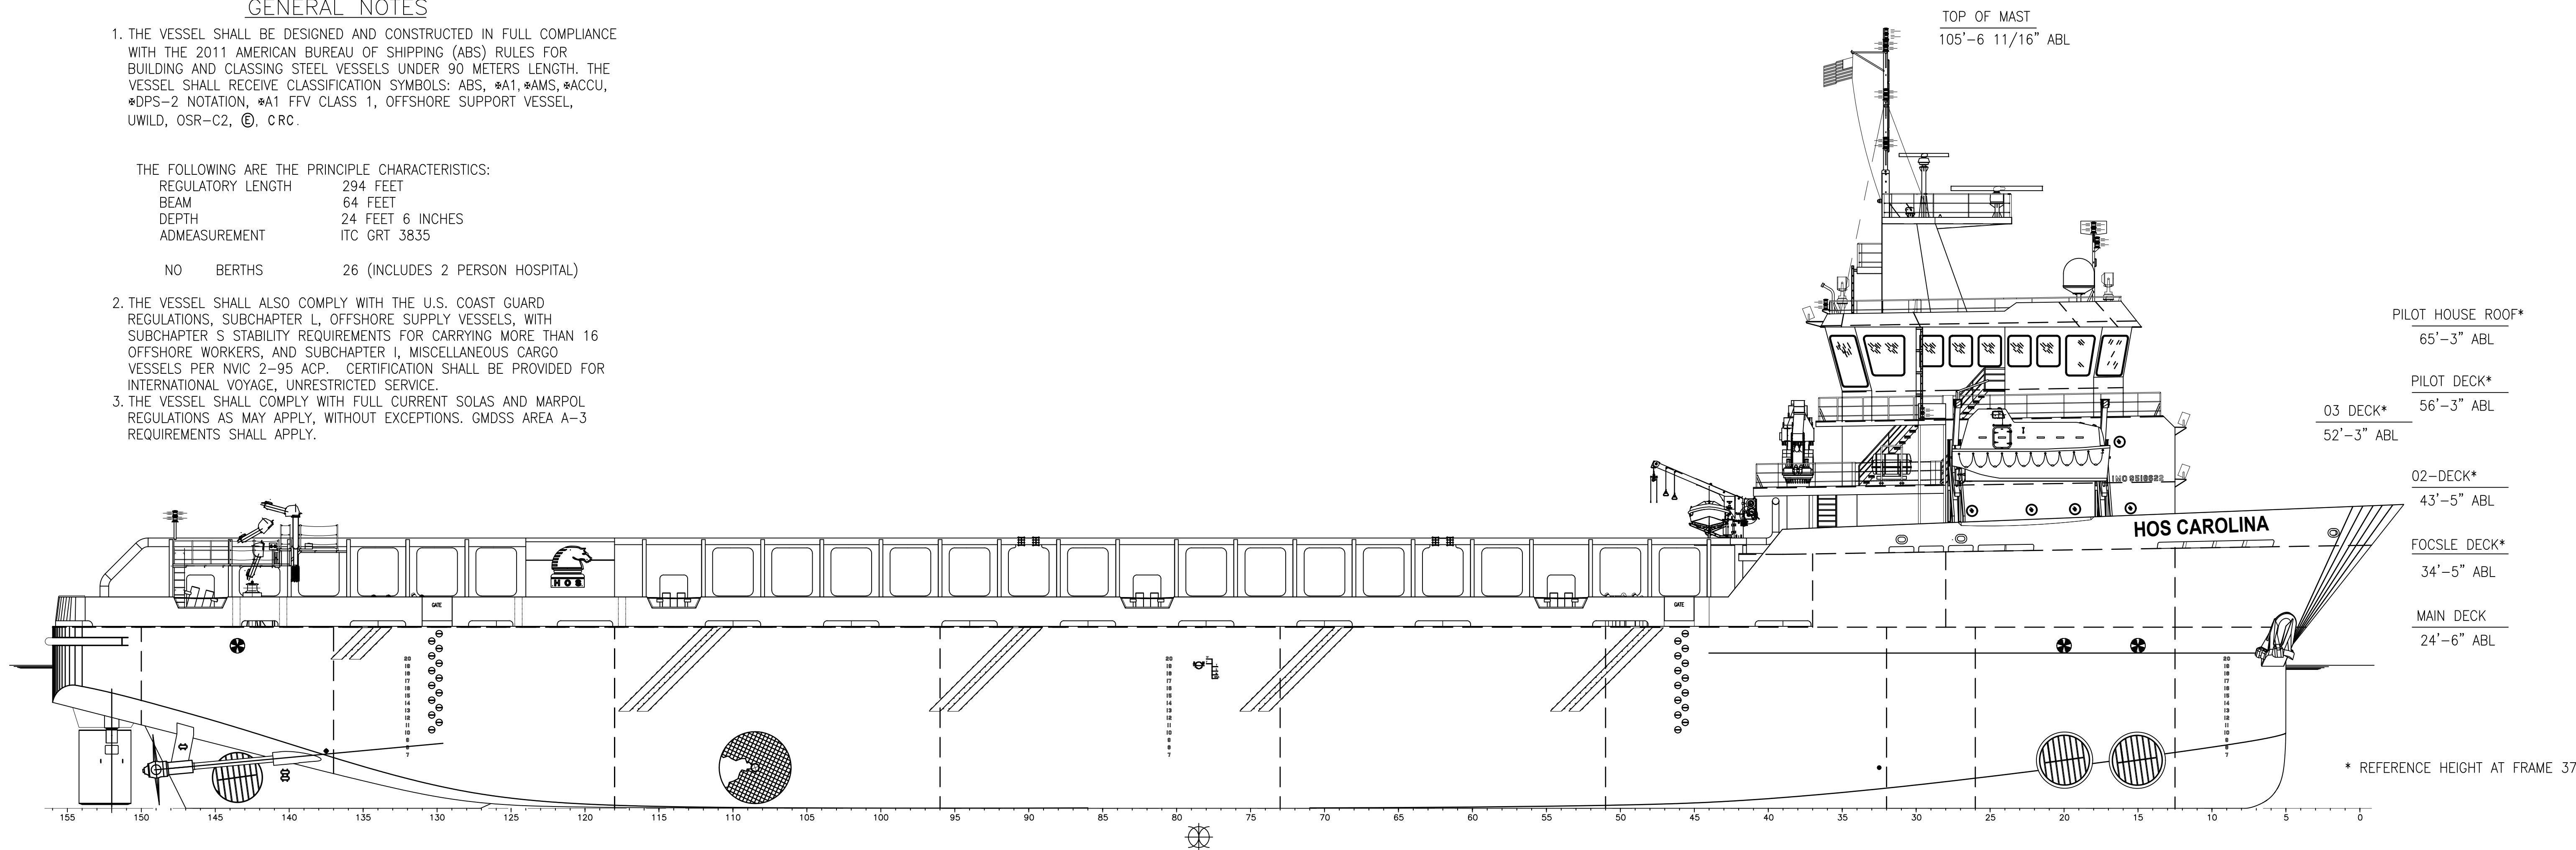 GENERAL NOTES
1. THE VESSEL SHALL BE DESIGNED AND CONSTRUCTED IN FULL COMPLIANCE
WITH THE 2011 AMERICAN BUREAU OF SHIPPING (ABS) RULES FOR
BUILDING AND CLASSING STEEL VESSELS UNDER 90 METERS LENGTH. THE
VESSEL SHALL RECEIVE CLASSIFICATION SYMBOLS: ABS, ✠A1, ✠AMS, ✠ACCU,
✠DPS-2 NOTATION, ✠A1 FFV CLASS 1, OFFSHORE SUPPORT VESSEL,
UWILD, OSR-C2, Ⓔ, CRC.
THE FOLLOWING ARE THE PRINCIPLE CHARACTERISTICS:
REGULATORY LENGTH 294 FEET
BEAM 64 FEET
DEPTH 24 FEET 6 INCHES
ADMEASUREMENT ITC GRT 3835
NO BERTHS 26 (INCLUDES 2 PERSON HOSPITAL)
2. THE VESSEL SHALL ALSO COMPLY WITH THE U.S. COAST GUARD
REGULATIONS, SUBCHAPTER L, OFFSHORE SUPPLY VESSELS, WITH
SUBCHAPTER S STABILITY REQUIREMENTS FOR CARRYING MORE THAN 16
OFFSHORE WORKERS, AND SUBCHAPTER I, MISCELLANEOUS CARGO
VESSELS PER NVIC 2-95 ACP. CERTIFICATION SHALL BE PROVIDED FOR
INTERNATIONAL VOYAGE, UNRESTRICTED SERVICE.
3. THE VESSEL SHALL COMPLY WITH FULL CURRENT SOLAS AND MARPOL
REGULATIONS AS MAY APPLY, WITHOUT EXCEPTIONS. GMDSS AREA A-3
REQUIREMENTS SHALL APPLY.
TOP OF MAST
105'-6 11/16" ABL
PILOT HOUSE ROOF*
65'-3" ABL
PILOT DECK*
56'-3" ABL
03 DECK*
52'-3" ABL
02-DECK*
43'-5" ABL
FOCSLE DECK*
34'-5" ABL
MAIN DECK
24'-6" ABL
* REFERENCE HEIGHT AT FRAME 37
HOS CAROLINA
HOS
GATE
GATE
155 150 145 140 135 130 125 120 115 110 105 100 95 90 85 80 75 70 65 60 55 50 45 40 35 30 25 20 15 10 5 0